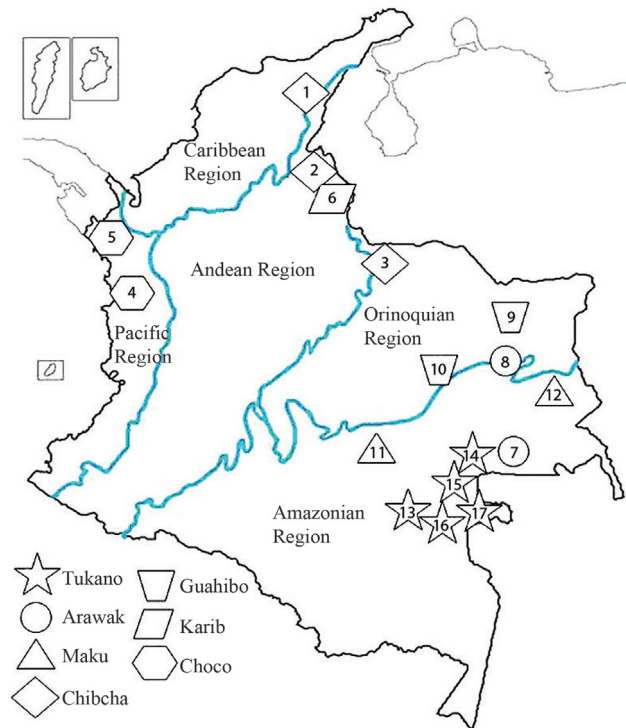 1
Caribbean
Region
2
6
5
Andean Region
3
4
Orinoquian
Region
9
Pacific
Region
10
8
12
11
14
7
15
13
16
17
Amazonian
Region
Tukano
Guahibo
Arawak
Karib
Maku
Choco
Chibcha